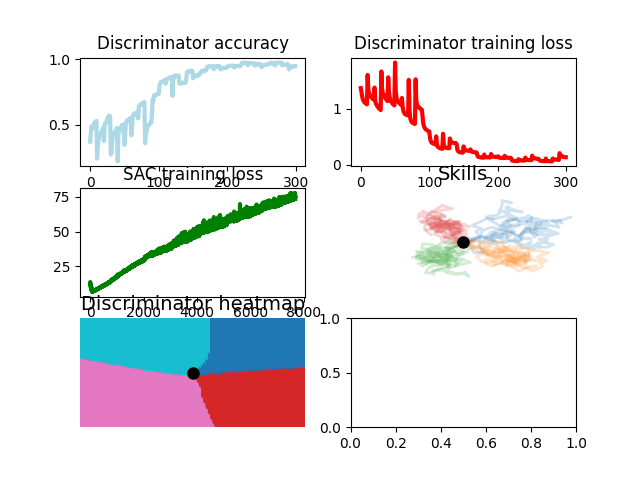 Discriminator accuracy
1.0
0.5
0 100 200 300
Discriminator training loss
1
0
0 100 200 300
SAC training loss
75
50
25
0 2000 4000 6000 8000
Skills
Discriminator heatmap
1.0
0.5
0.0
0.0 0.2 0.4 0.6 0.8 1.0